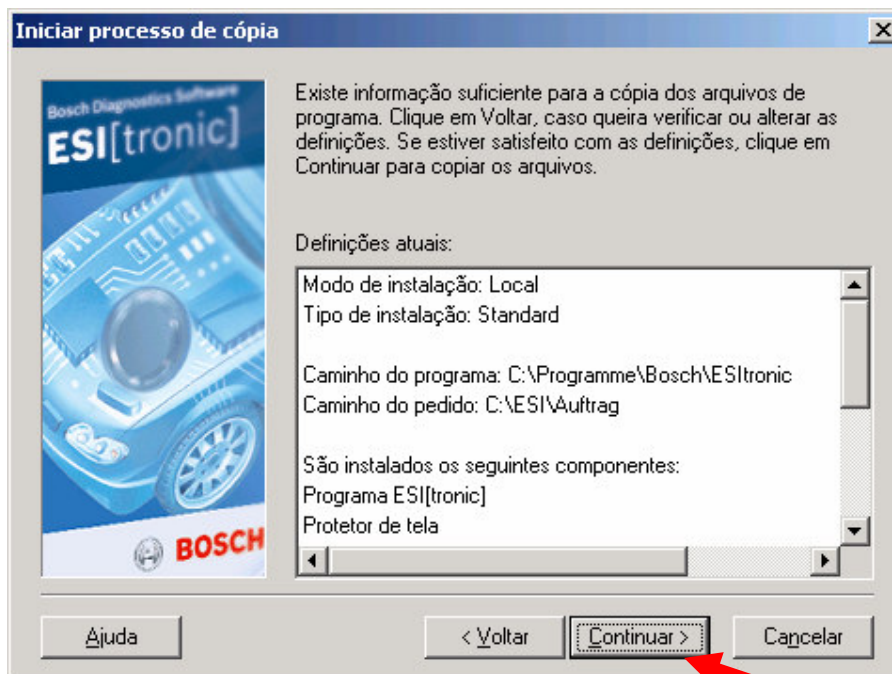 Iniciar processo de cópia
Bosch Diagnostics Software
ESI[tronic]
BOSCH
Existe informação suficiente para a cópia dos arquivos de
programa. Clique em Voltar, caso queira verificar ou alterar as
definições. Se estiver satisfeito com as definições, clique em
Continuar para copiar os arquivos.
Definições atuais:
Modo de instalação: Local
Tipo de instalação: Standard
Caminho do programa: C:\Programme\Bosch\ESItronic
Caminho do pedido: C:\ESI\Auftrag
São instalados os seguintes componentes:
Programa ESI[tronic]
Protetor de tela
Ajuda
< Voltar
Continuar >
Cancelar